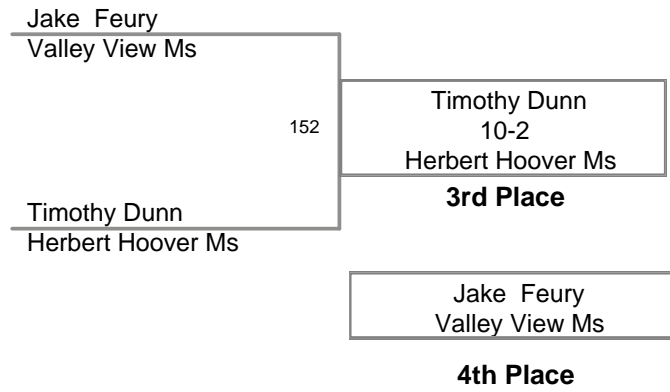 Jake Feury
Valley View Ms
152
Timothy Dunn
10-2
Herbert Hoover Ms
3rd Place
Timothy Dunn
Herbert Hoover Ms
Jake Feury
Valley View Ms
4th Place